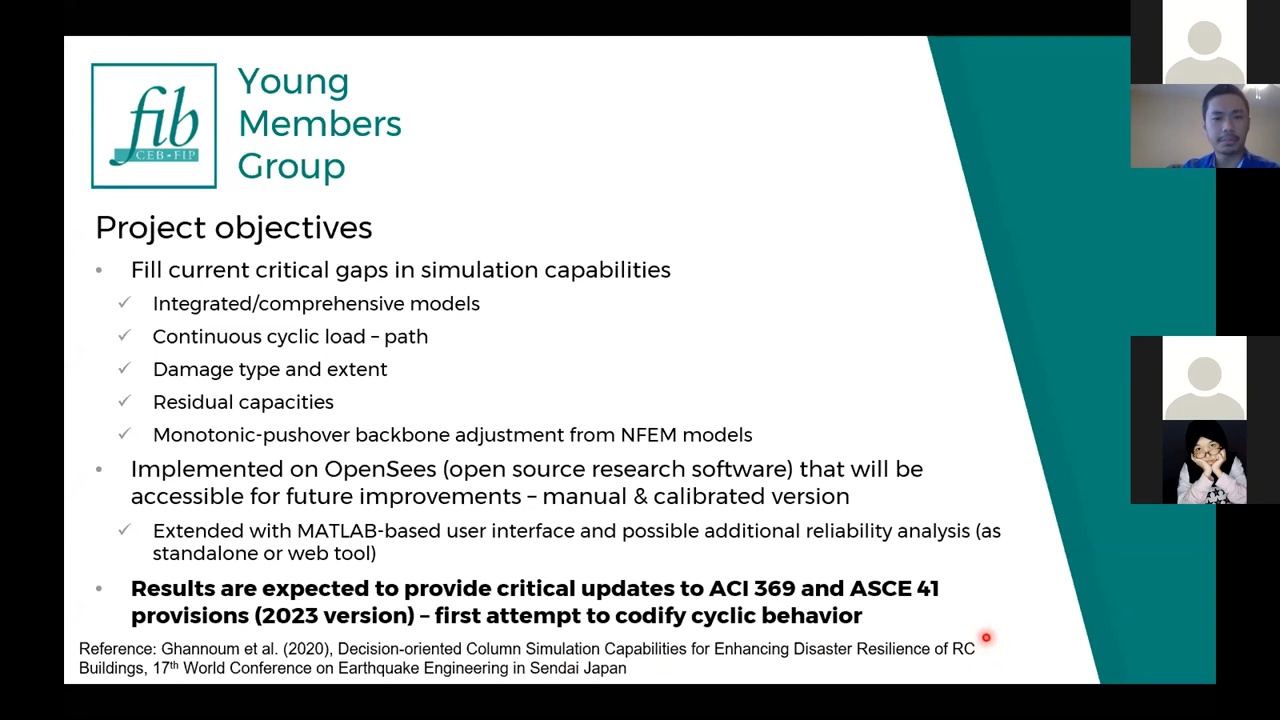 fib
CEB-FIP
Young
Members
Group
Project objectives
• Fill current critical gaps in simulation capabilities
✓ Integrated/comprehensive models
✓ Continuous cyclic load – path
✓ Damage type and extent
✓ Residual capacities
✓ Monotonic-pushover backbone adjustment from NFEM models
• Implemented on OpenSees (open source research software) that will be
accessible for future improvements – manual & calibrated version
✓ Extended with MATLAB-based user interface and possible additional reliability analysis (as
standalone or web tool)
• Results are expected to provide critical updates to ACI 369 and ASCE 41
provisions (2023 version) – first attempt to codify cyclic behavior
Reference: Ghannoum et al. (2020), Decision-oriented Column Simulation Capabilities for Enhancing Disaster Resilience of RC
Buildings, 17th World Conference on Earthquake Engineering in Sendai Japan